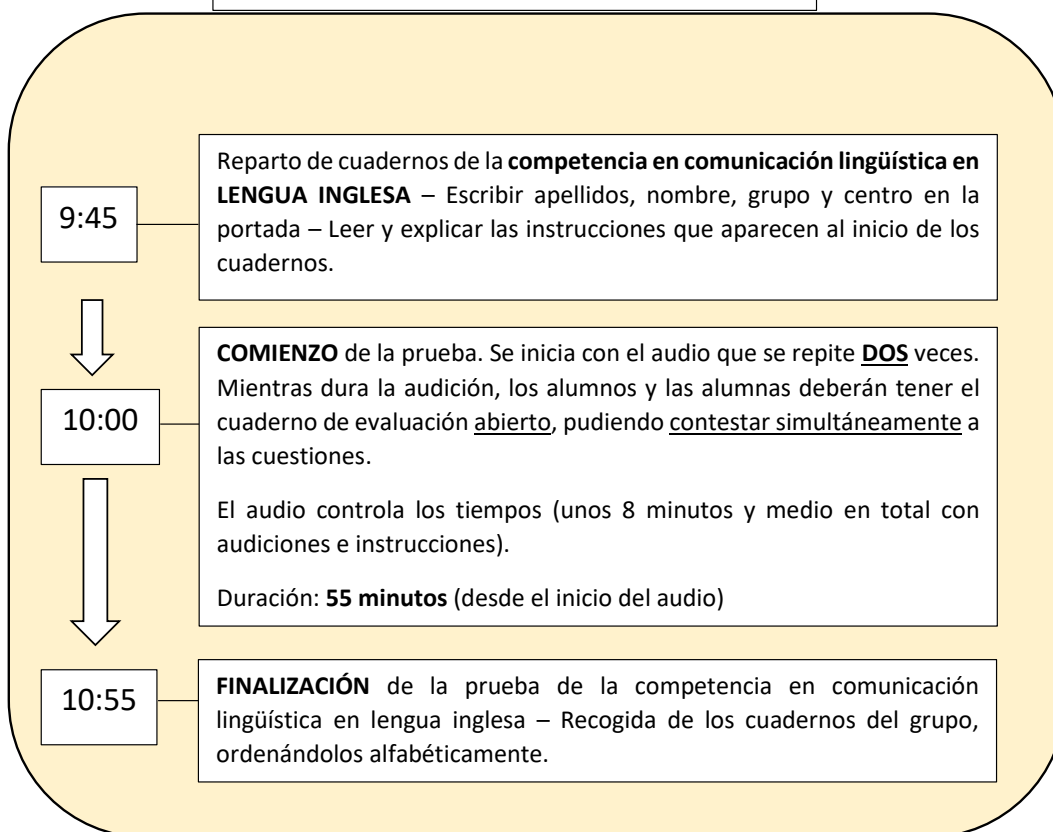 9:45
Reparto de cuadernos de la competencia en comunicación lingüística en
LENGUA INGLESA – Escribir apellidos, nombre, grupo y centro en la
portada – Leer y explicar las instrucciones que aparecen al inicio de los
cuadernos.
10:00
COMIENZO de la prueba. Se inicia con el audio que se repite DOS veces.
Mientras dura la audición, los alumnos y las alumnas deberán tener el
cuaderno de evaluación abierto, pudiendo contestar simultáneamente a
las cuestiones.
El audio controla los tiempos (unos 8 minutos y medio en total con
audiciones e instrucciones).
Duración: 55 minutos (desde el inicio del audio)
10:55
FINALIZACIÓN de la prueba de la competencia en comunicación
lingüística en lengua inglesa – Recogida de los cuadernos del grupo,
ordenándolos alfabéticamente.